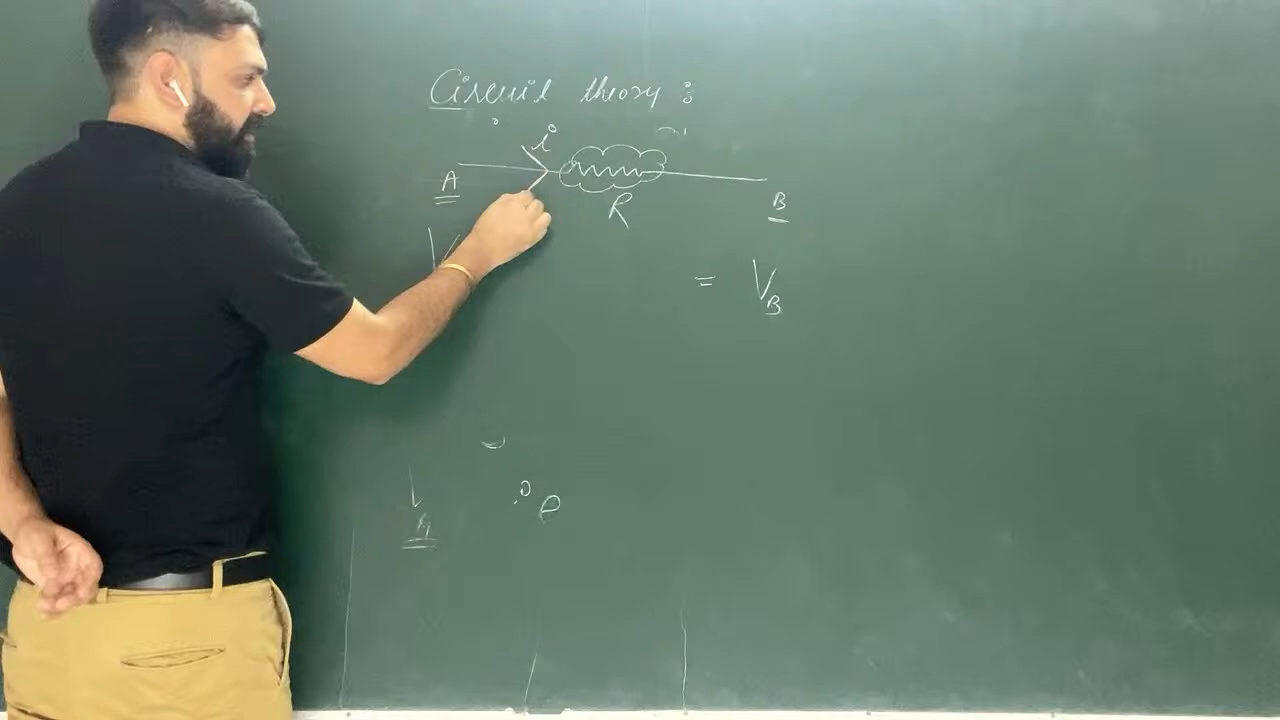 Circuit theory :
i
A
R
B
V = V_B